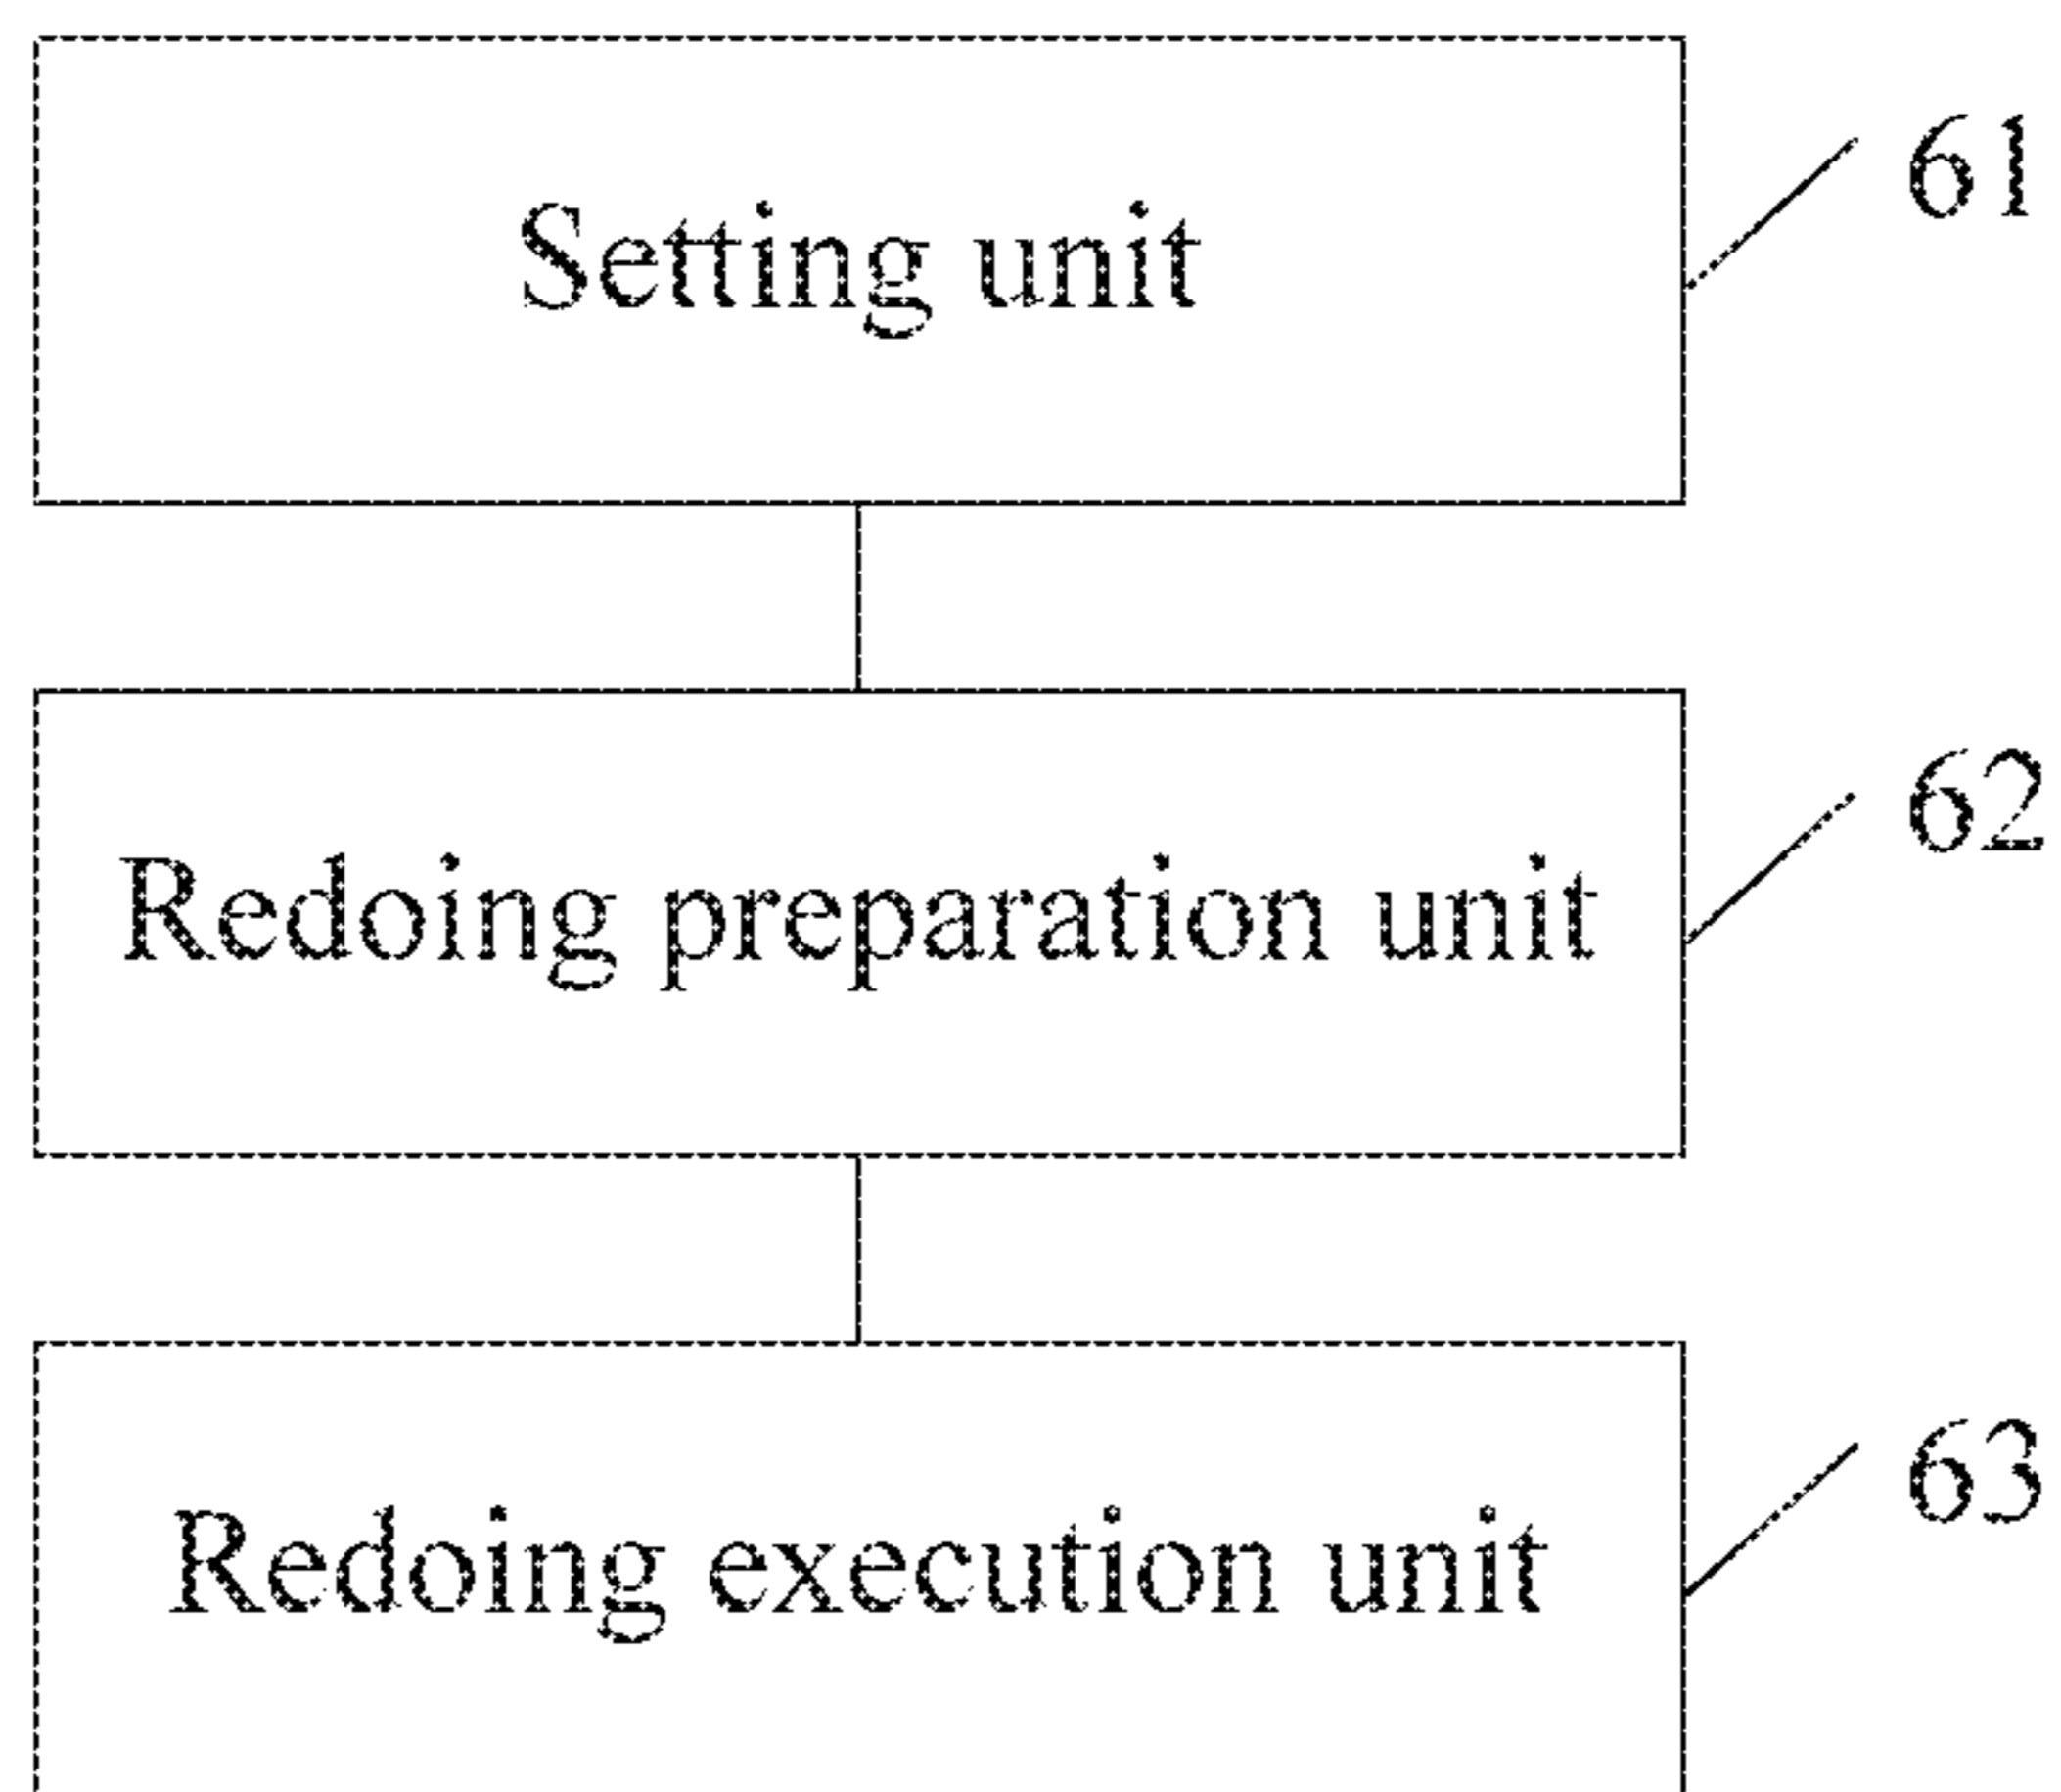 Setting unit
61
Redoing preparation unit
62
Redoing execution unit
63